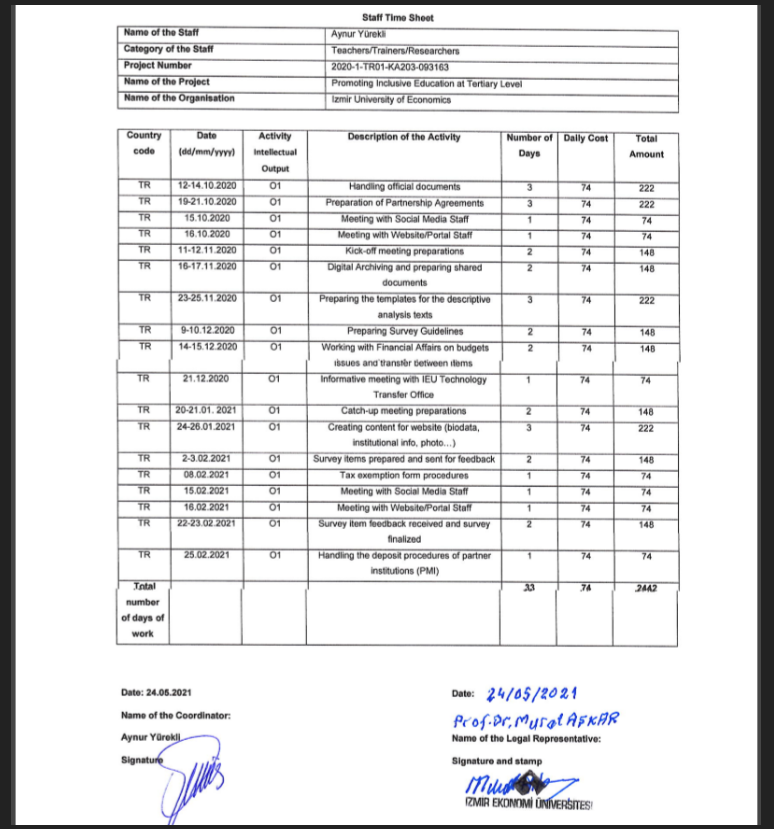 Staff Time Sheet
Name of the Staff Aynur Yürekli
Category of the Staff Teachers/Trainers/Researchers
Project Number 2020-1-TR01-KA203-093163
Name of the Project Promoting Inclusive Education at Tertiary Level
Name of the Organisation Izmir University of Economics
Country code Date (dd/mm/yyyy) Activity Intellectual Output Description of the Activity Number of Days Daily Cost Total Amount
TR 12-14.10.2020 O1 Handling official documents 3 74 222
TR 19-21.10.2020 O1 Preparation of Partnership Agreements 3 74 222
TR 15.10.2020 O1 Meeting with Social Media Staff 1 74 74
TR 16.10.2020 O1 Meeting with Website/Portal Staff 1 74 74
TR 11-12.11.2020 O1 Kick-off meeting preparations 2 74 148
TR 16-17.11.2020 O1 Digital Archiving and preparing shared documents 2 74 148
TR 23-25.11.2020 O1 Preparing the templates for the descriptive analysis texts 3 74 222
TR 9-10.12.2020 O1 Preparing Survey Guidelines 2 74 148
TR 14-15.12.2020 O1 Working with Financial Affairs on budgets issues and transfer between items 2 74 148
TR 21.12.2020 O1 Informative meeting with IEU Technology Transfer Office 1 74 74
TR 20-21.01. 2021 O1 Catch-up meeting preparations 2 74 148
TR 24-26.01.2021 O1 Creating content for website (biodata, institutional info, photo...) 3 74 222
TR 2-3.02.2021 O1 Survey items prepared and sent for feedback 2 74 148
TR 08.02.2021 O1 Tax exemption form procedures 1 74 74
TR 15.02.2021 O1 Meeting with Social Media Staff 1 74 74
TR 16.02.2021 O1 Meeting with Website/Portal Staff 1 74 74
TR 22-23.02.2021 O1 Survey item feedback received and survey finalized 2 74 148
TR 25.02.2021 O1 Handling the deposit procedures of partner institutions (PMI) 1 74 74
Total number of days of work 33 74 2442
Date: 24.05.2021
Name of the Coordinator:
Aynur Yürekli
Signature
Date: 24/05/2021
Prof. Dr. Murat AŞKAR
Name of the Legal Representative:
Signature and stamp
İZMİR EKONOMİ ÜNİVERSİTESİ